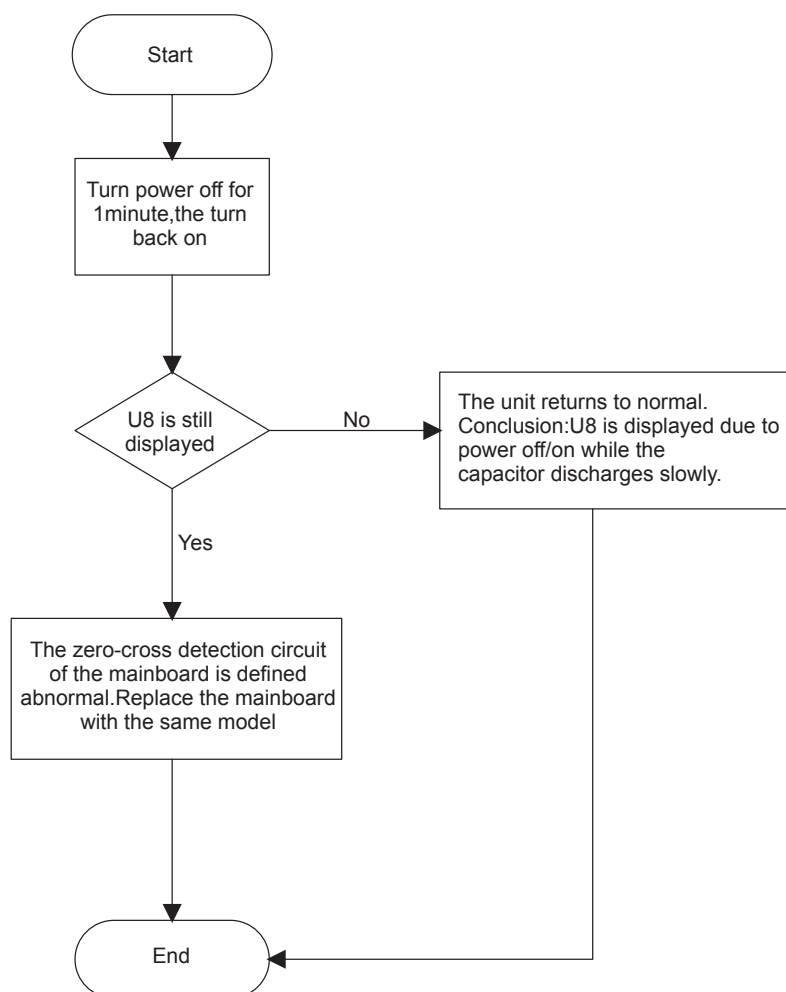 Start
Turn power off for
1minute,the turn
back on
U8 is still
displayed
No
The unit returns to normal.
Conclusion:U8 is displayed due to
power off/on while the
capacitor discharges slowly.
Yes
The zero-cross detection circuit
of the mainboard is defined
abnormal.Replace the mainboard
with the same model
End